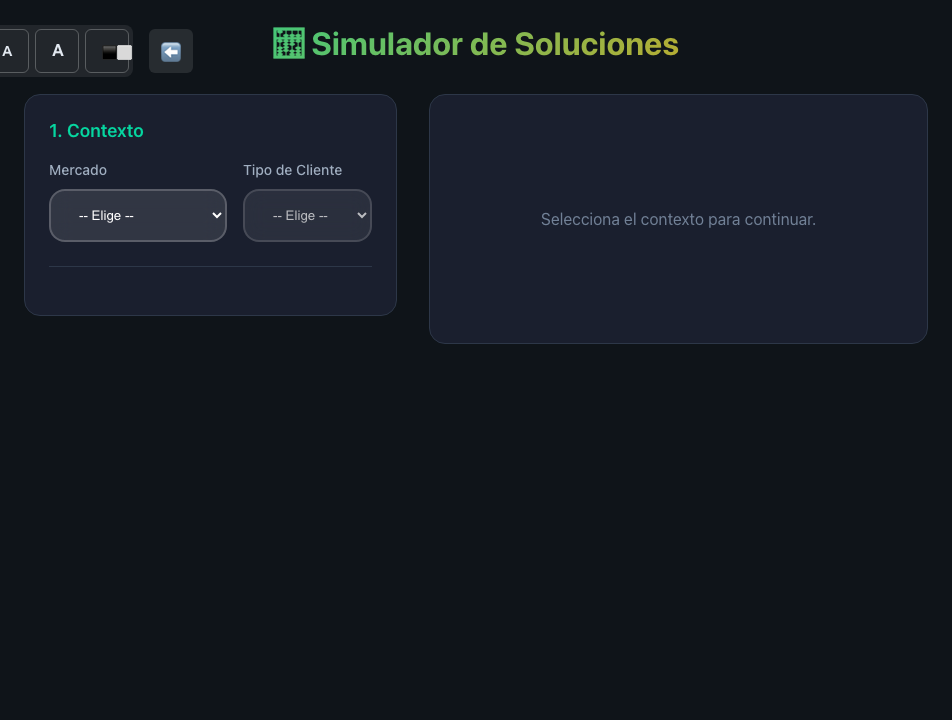 A
A
🧮 Simulador de Soluciones
1. Contexto
Mercado
Tipo de Cliente
-- Elige --
-- Elige --
Selecciona el contexto para continuar.